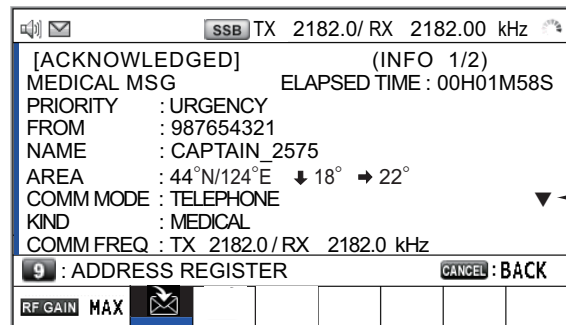 SSB TX 2182.0/ RX 2182.00 kHz
[ACKNOWLEDGED] (INFO 1/2)
MEDICAL MSG ELAPSED TIME : 00H01M58S
PRIORITY : URGENCY
FROM : 987654321
NAME : CAPTAIN_2575
AREA : 44°N/124°E ⬇ 18° ➡ 22°
COMM MODE : TELEPHONE
KIND : MEDICAL
COMM FREQ : TX 2182.0 / RX 2182.0 kHz
9 : ADDRESS REGISTER CANCEL : BACK
RF GAIN MAX